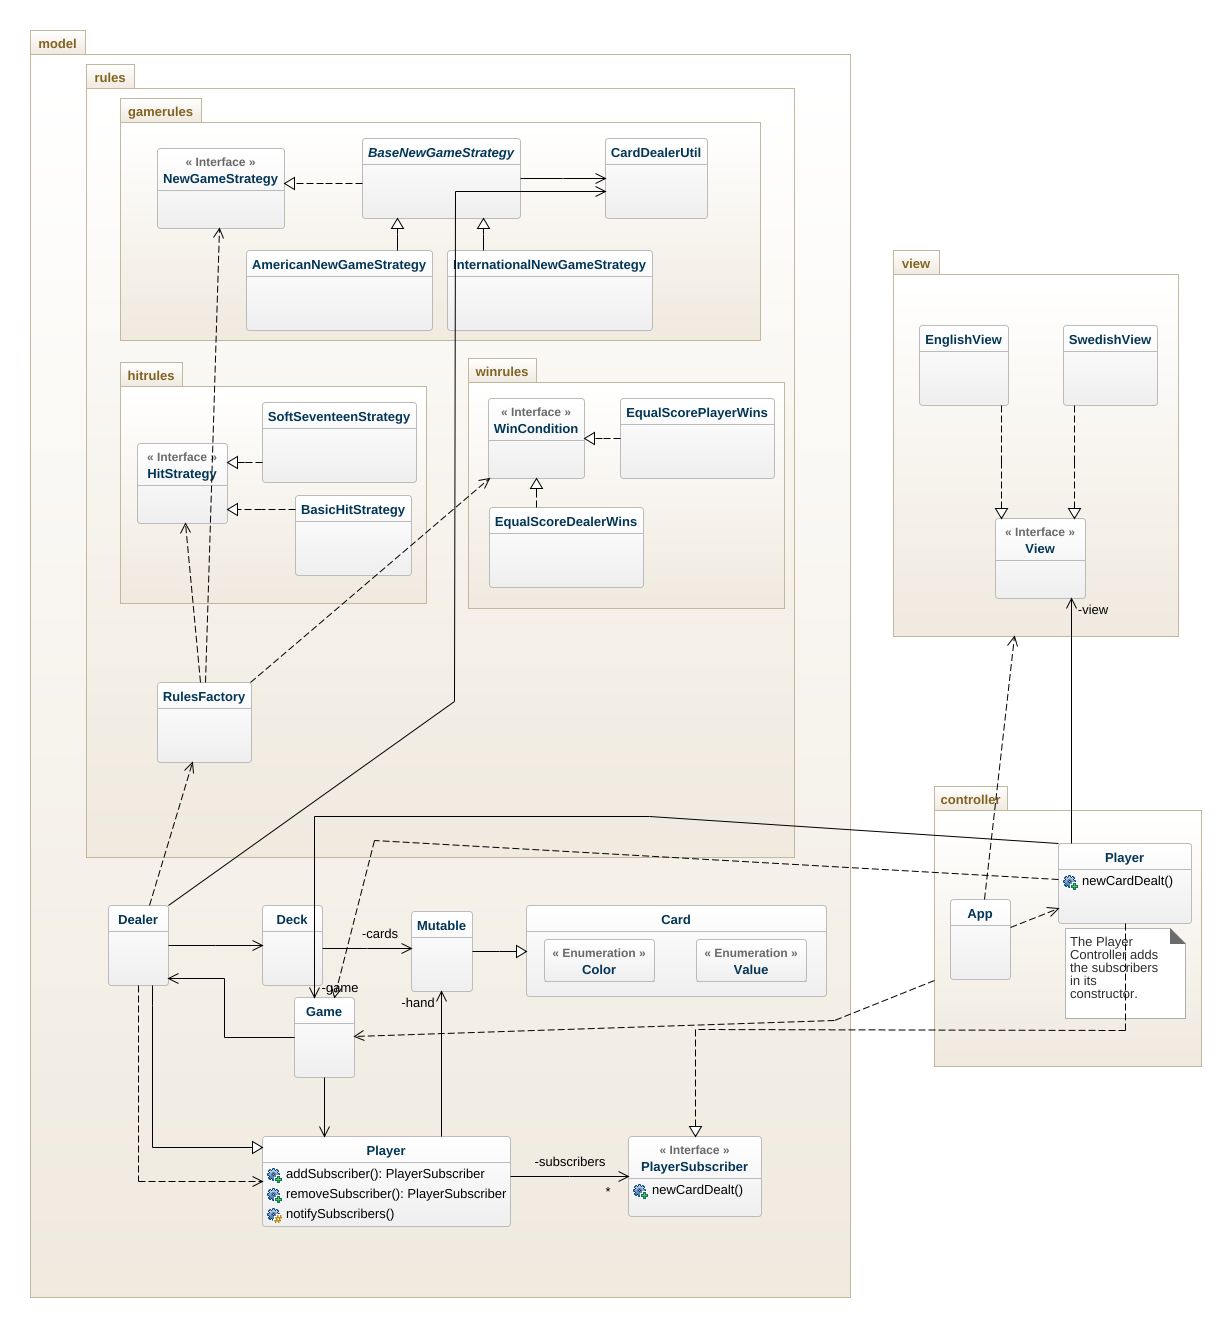 model
rules
gamerules
« Interface »
NewGameStrategy
BaseNewGameStrategy
CardDealerUtil
AmericanNewGameStrategy
InternationalNewGameStrategy
hitrules
SoftSeventeenStrategy
« Interface »
HitStrategy
BasicHitStrategy
winrules
« Interface »
WinCondition
EqualScorePlayerWins
EqualScoreDealerWins
RulesFactory
view
EnglishView
SwedishView
« Interface »
View
-view
controller
Player
newCardDealt()
App
The Player
Controller adds
the subscribers
in its
constructor.
Dealer
Deck
-cards
Mutable
Card
« Enumeration »
Color
« Enumeration »
Value
-game
-hand
Game
Player
addSubscriber(): PlayerSubscriber
removeSubscriber(): PlayerSubscriber
notifySubscribers()
-subscribers
*
« Interface »
PlayerSubscriber
newCardDealt()